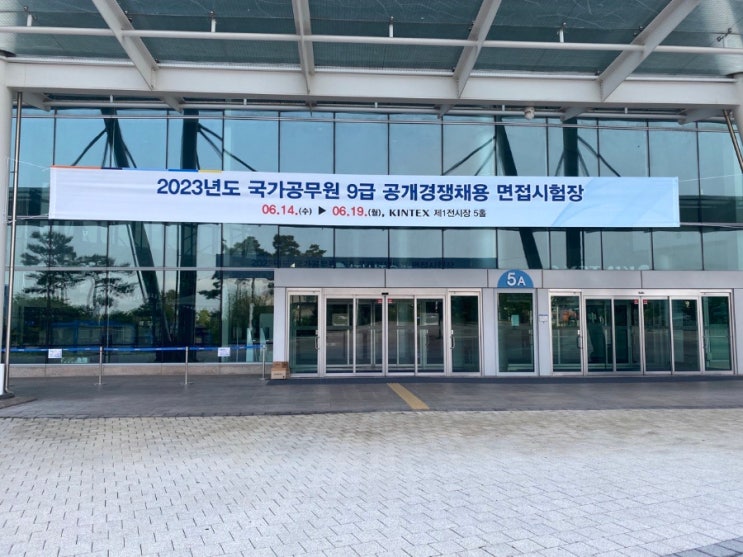 2023년도 국가공무원 9급 공개경쟁채용 면접시험장
06.14.(수) ▶ 06.19.(월), KINTEX 제1전시장 5홀
5A